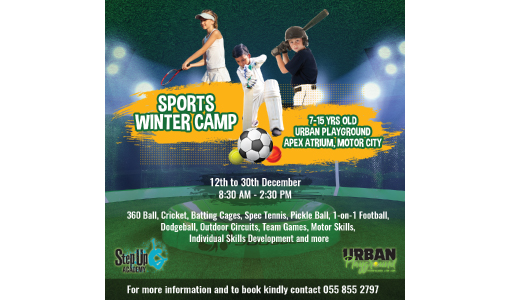 SPORTS
WINTER CAMP
7-15 YRS OLD
URBAN PLAYGROUND
APEX ATRIUM, MOTOR CITY
12th to 30th December
8:30 AM - 2:30 PM
360 Ball, Cricket, Batting Cages, Spec Tennis, Pickle Ball, 1-on-1 Football,
Dodgeball, Outdoor Circuits, Team Games, Motor Skills,
Individual Skills Development and more
Step Up
ACADEMY
URBAN
Playground
For more information and to book kindly contact 055 855 2797